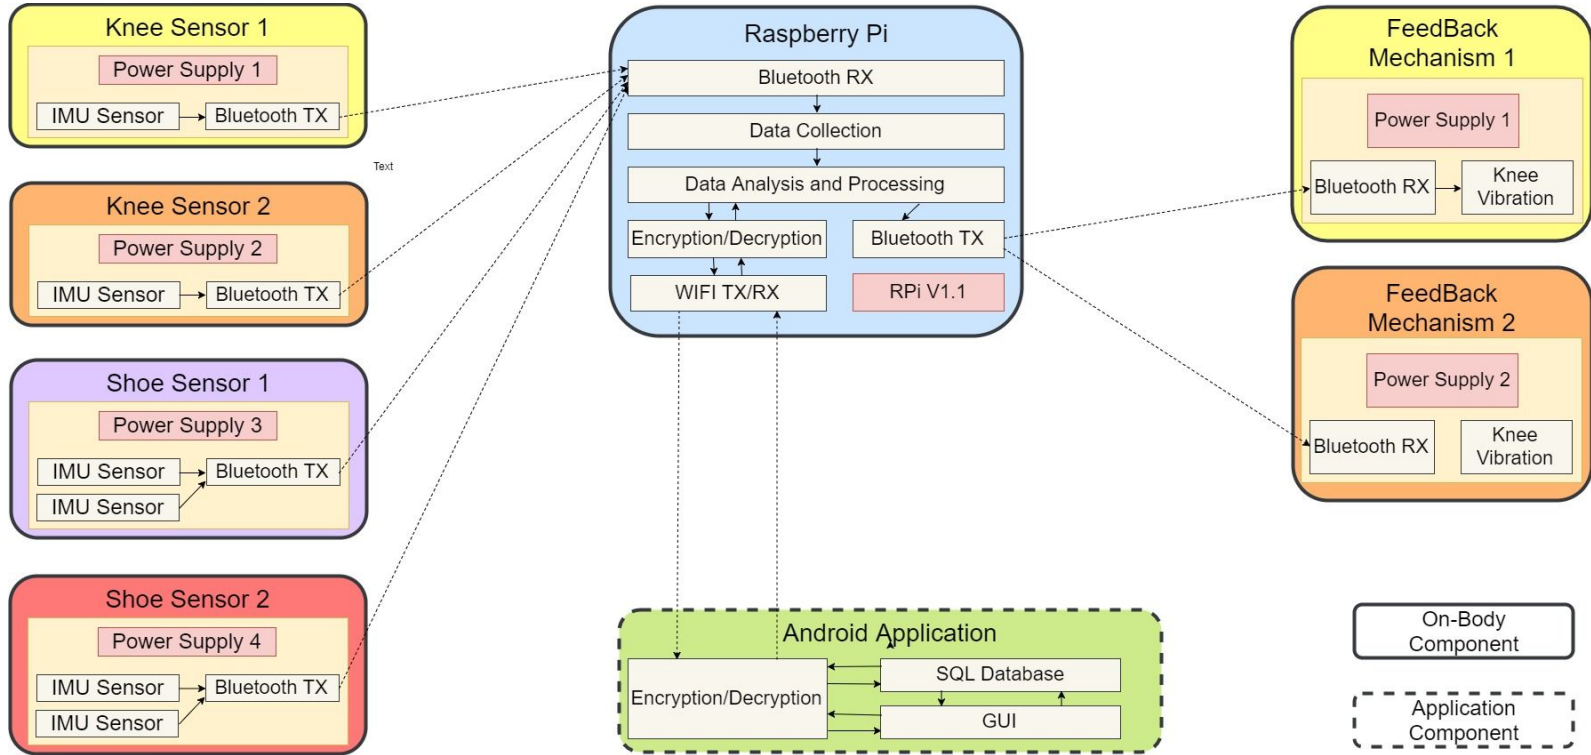 Knee Sensor 1
Power Supply 1
IMU Sensor
Bluetooth TX
Text
Knee Sensor 2
Power Supply 2
IMU Sensor
Bluetooth TX
Shoe Sensor 1
Power Supply 3
IMU Sensor
Bluetooth TX
IMU Sensor
Shoe Sensor 2
Power Supply 4
IMU Sensor
Bluetooth TX
IMU Sensor
Raspberry Pi
Bluetooth RX
Data Collection
Data Analysis and Processing
Encryption/Decryption
Bluetooth TX
WIFI TX/RX
RPi V1.1
Android Application
Encryption/Decryption
SQL Database
GUI
FeedBack
Mechanism 1
Power Supply 1
Bluetooth RX
Knee
Vibration
FeedBack
Mechanism 2
Power Supply 2
Bluetooth RX
Knee
Vibration
On-Body
Component
Application
Component